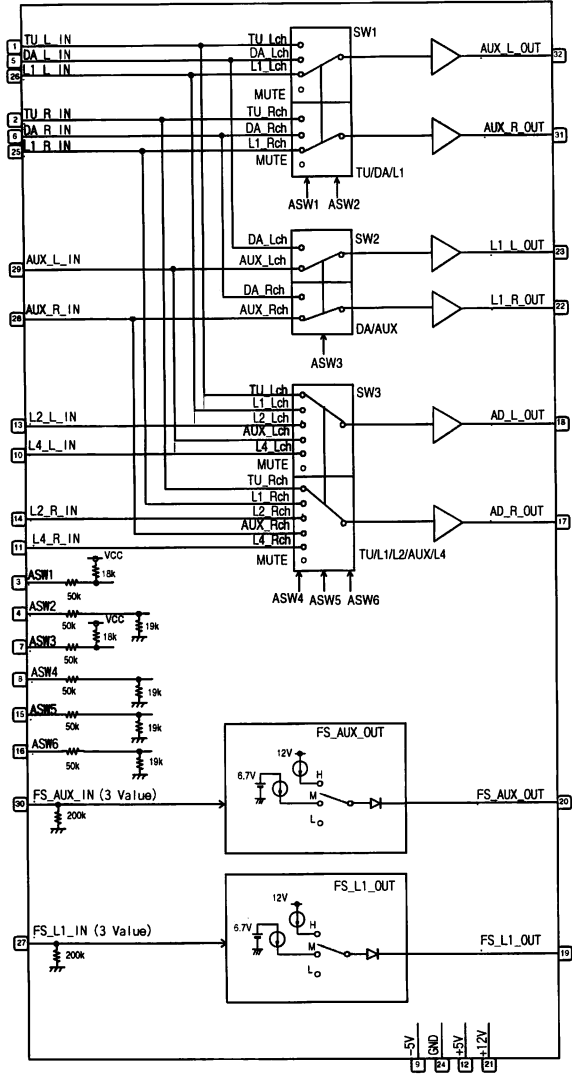 1 TU_L_IN TU_Lch SW1
5 DA_L_IN DA_Lch AUX_L_OUT 32
26 L1_L_IN L1_Lch
MUTE
2 TU_R_IN TU_Rch
6 DA_R_IN DA_Rch AUX_R_OUT 31
25 L1_R_IN L1_Rch
MUTE TU/DA/L1
ASW1 ASW2
DA_Lch SW2 L1_L_OUT 23
29 AUX_L_IN AUX_Lch
DA_Rch L1_R_OUT 22
28 AUX_R_IN AUX_Rch
DA/AUX
ASW3
TU_Lch SW3
L1_Lch
13 L2_L_IN L2_Lch AD_L_OUT 18
AUX_Lch
10 L4_L_IN L4_Lch
MUTE
TU_Rch
L1_Rch
14 L2_R_IN L2_Rch AD_R_OUT 17
AUX_Rch
11 L4_R_IN L4_Rch
MUTE TU/L1/L2/AUX/L4
VCC
3 ASW1 18k
50k
ASW4 ASW5 ASW6
4 ASW2
50k VCC 19k
7 ASW3 18k
50k
8 ASW4
50k 19k
15 ASW5
50k 19k
16 ASW6
50k 19k
FS_AUX_OUT
12V
6.7V H
30 FS_AUX_IN (3 Value) M FS_AUX_OUT 20
200k L
FS_L1_OUT
12V
6.7V H
27 FS_L1_IN (3 Value) M FS_L1_OUT 19
200k L
-5V GND +5V +12V
9 24 12 21